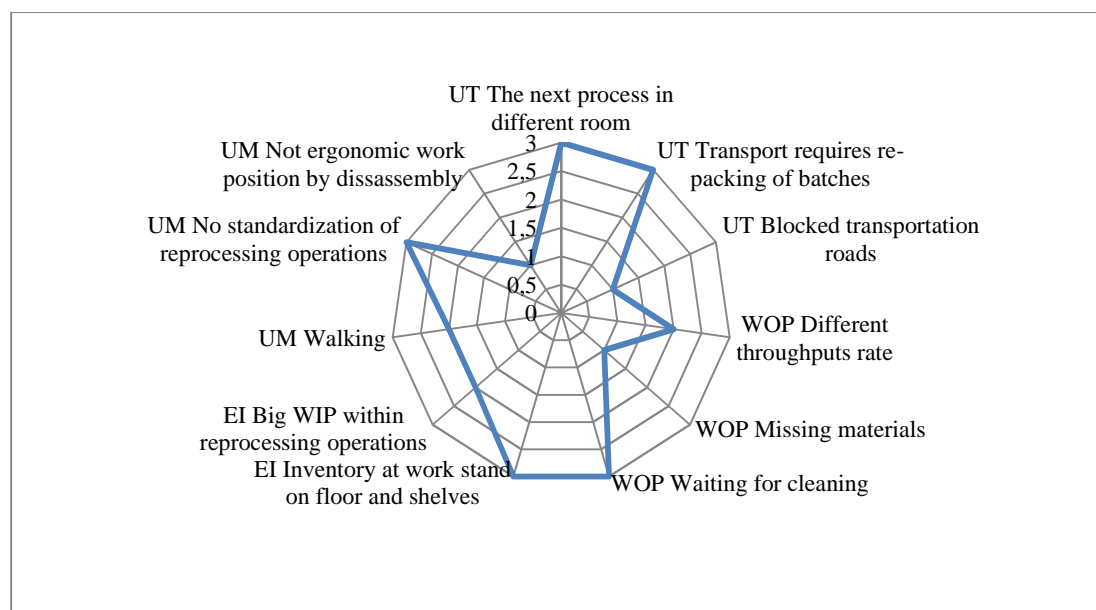 UT The next process in
different room
UT Transport requires re-
packing of batches
UT Blocked transportation
roads
WOP Different
throughputs rate
WOP Missing materials
WOP Waiting for cleaning
EI Inventory at work stand
on floor and shelves
EI Big WIP within
reprocessing operations
UM Walking
UM No standardization of
reprocessing operations
UM Not ergonomic work
position by dissassembly
3
2,5
2
1,5
1
0,5
0